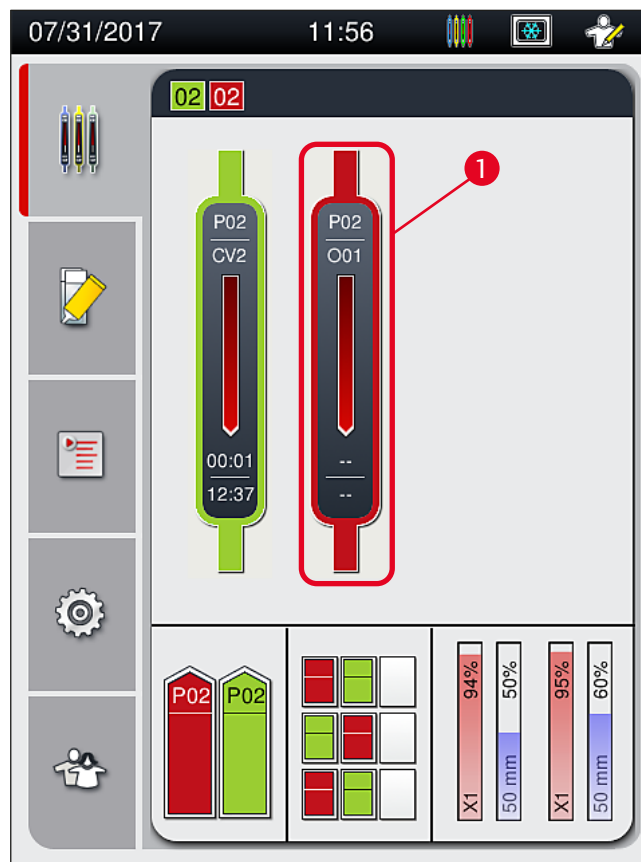 07/31/2017 11:56
02 02
1
P02
CV2
00:01
12:37
P02
O01
--
--
P02 P02
X1 94%
50 mm 50%
X1 95%
50 mm 60%